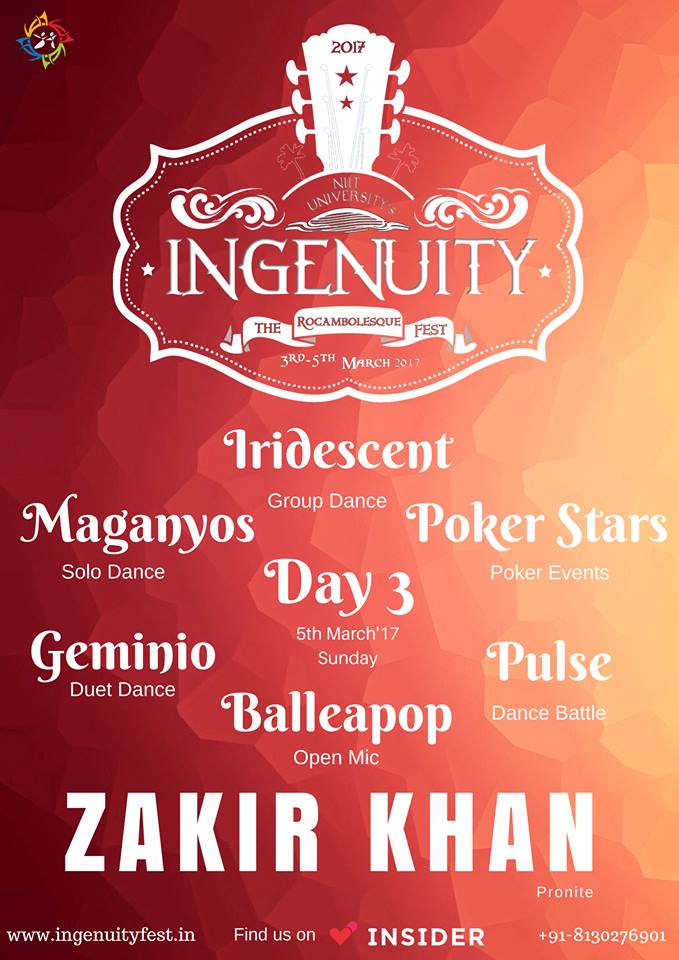 2017
NIIT
UNIVERSITY'S
INGENUITY
THE ROCAMBOLESQUE FEST
3RD-5TH MARCH 2017
Iridescent
Group Dance
Maganyos
Solo Dance
Poker Stars
Poker Events
Day 3
5th March'17
Sunday
Geminio
Duet Dance
Pulse
Dance Battle
Balleapop
Open Mic
ZAKIR KHAN
Pronite
www.ingenuityfest.in
Find us on INSIDER
+91-8130276901